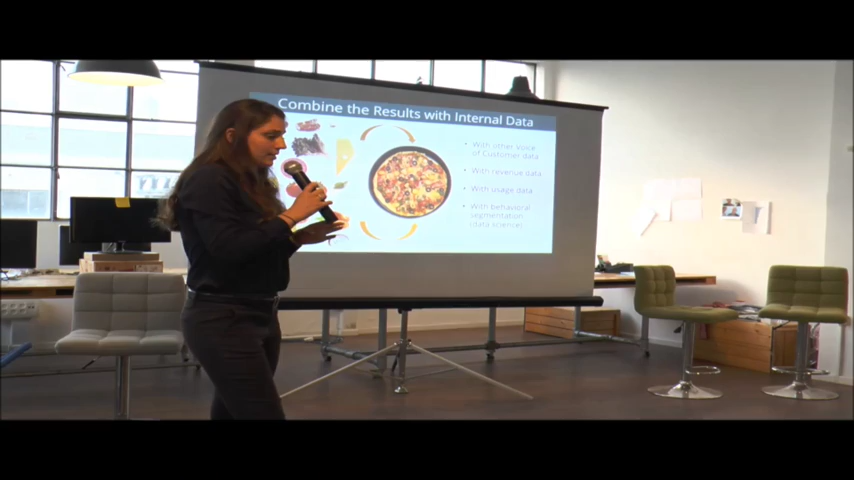 Combine the Results with Internal Data
• With other voice
of Customer data
• With revenue data
• With usage data
• With behavioral
segmentation
(data science)